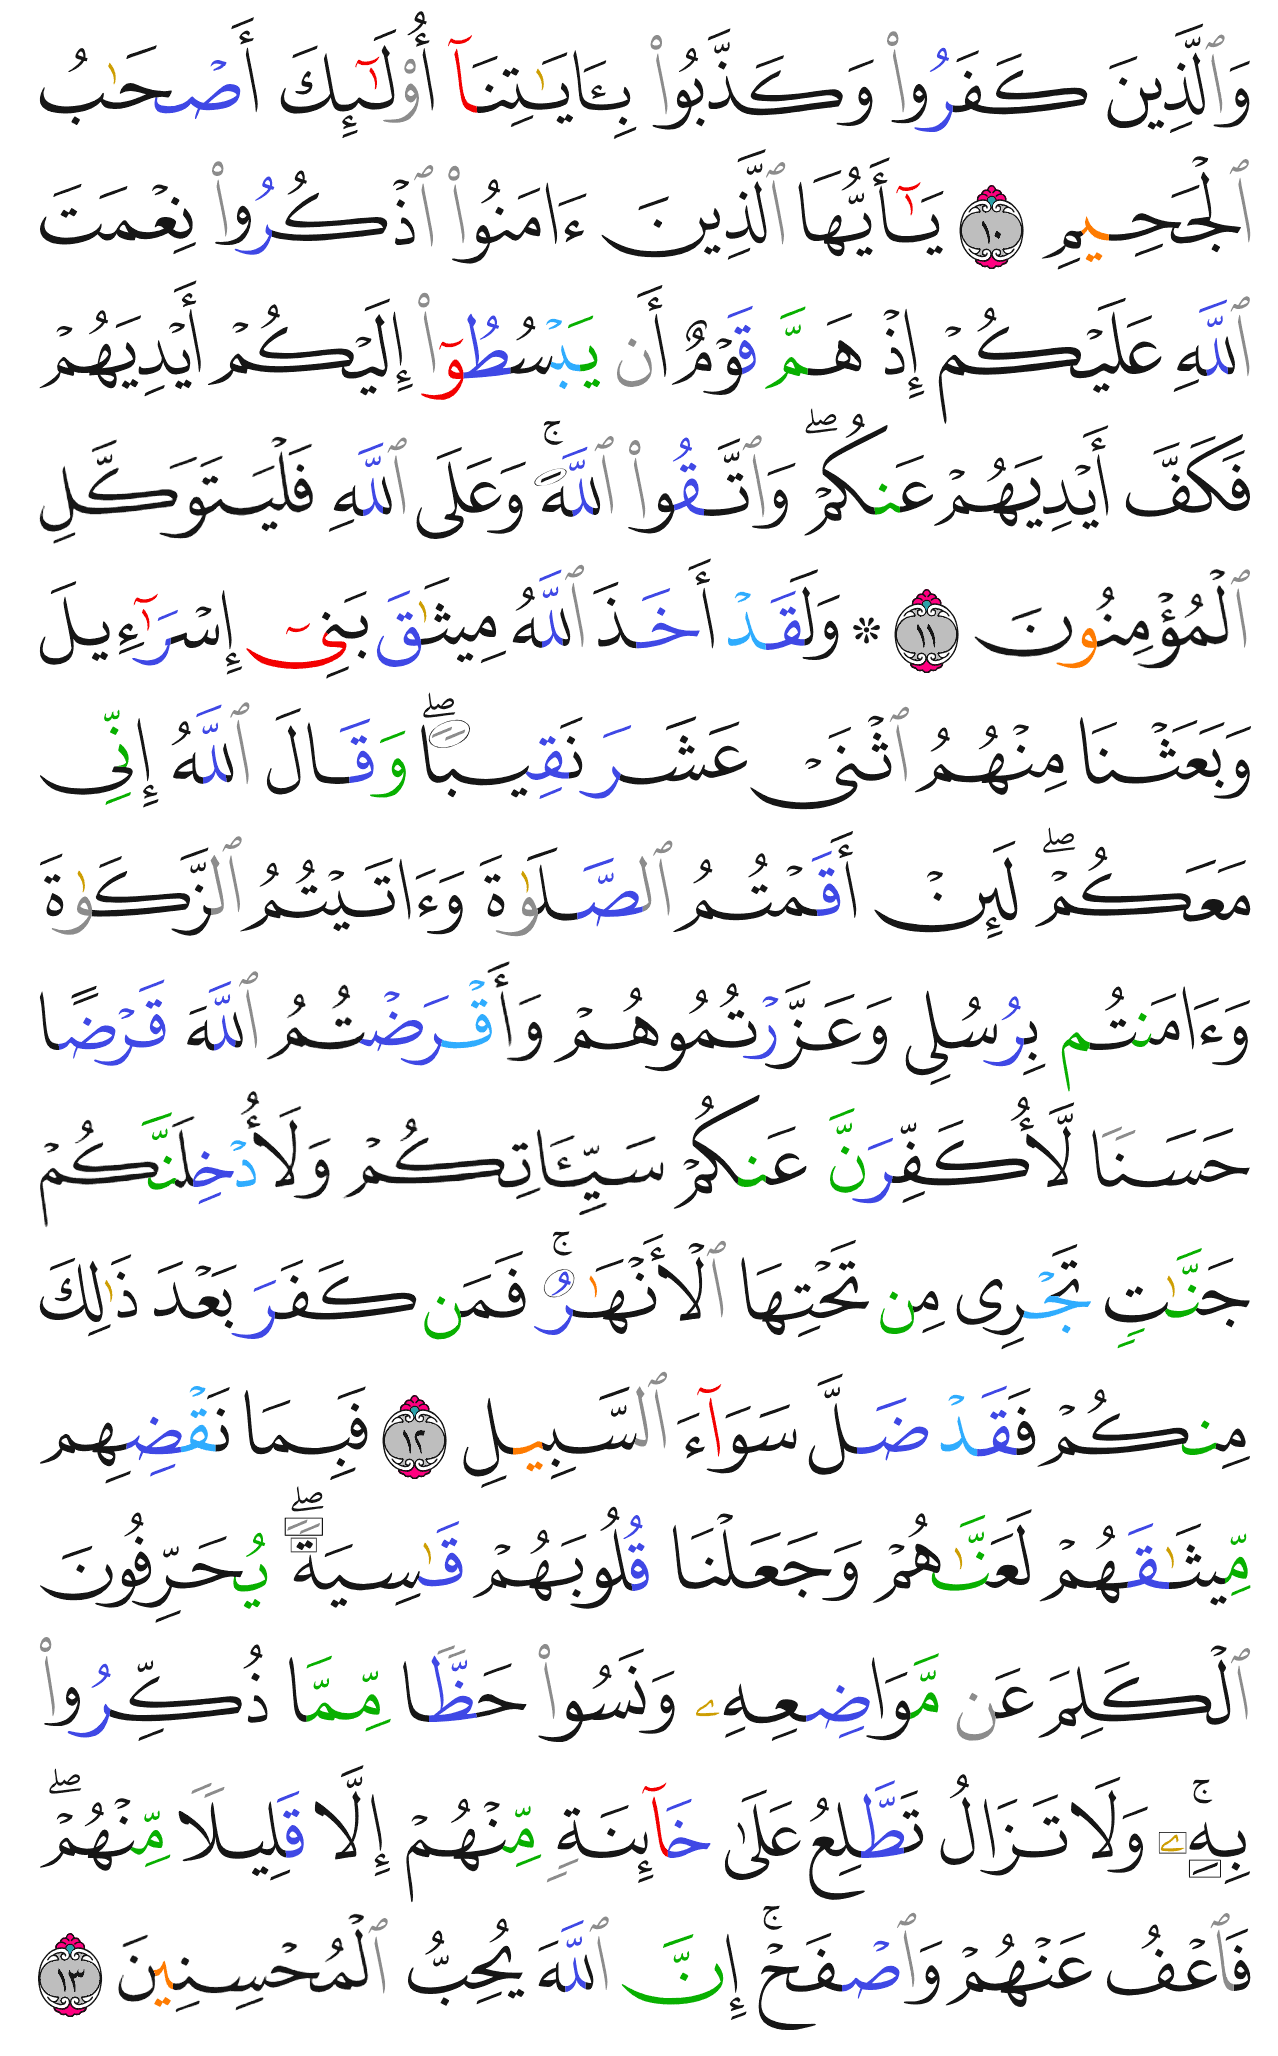 وَٱلَّذِينَ كَفَرُوا۟ وَكَذَّبُوا۟ بِـَٔايَـٰتِنَآ أُو۟لَـٰٓئِكَ أَصْحَـٰبُ
ٱلْجَحِيمِ ١٠ يَـٰٓأَيُّهَا ٱلَّذِينَ ءَامَنُوا۟ ٱذْكُرُوا۟ نِعْمَتَ
ٱللَّهِ عَلَيْكُمْ إِذْ هَمَّ قَوْمٌ أَن يَبْسُطُوٓا۟ إِلَيْكُمْ أَيْدِيَهُمْ
فَكَفَّ أَيْدِيَهُمْ عَنكُمْ ۖ وَٱتَّقُوا۟ ٱللَّهَ ۚ وَعَلَى ٱللَّهِ فَلْيَتَوَكَّلِ
ٱلْمُؤْمِنُونَ ١١ ۞ وَلَقَدْ أَخَذَ ٱللَّهُ مِيثَـٰقَ بَنِىٓ إِسْرَٰٓءِيلَ
وَبَعَثْنَا مِنْهُمُ ٱثْنَىْ عَشَرَ نَقِيبًا ۖ وَقَالَ ٱللَّهُ إِنِّى
مَعَكُمْ ۖ لَئِنْ أَقَمْتُمُ ٱلصَّلَوٰةَ وَءَاتَيْتُمُ ٱلزَّكَوٰةَ
وَءَامَنتُم بِرُسُلِى وَعَزَّرْتُمُوهُمْ وَأَقْرَضْتُمُ ٱللَّهَ قَرْضًا
حَسَنًا لَّأُكَفِّرَنَّ عَنكُمْ سَيِّـَٔاتِكُمْ وَلَأُدْخِلَنَّكُمْ
جَنَّـٰتٍ تَجْرِى مِن تَحْتِهَا ٱلْأَنْهَـٰرُ ۚ فَمَن كَفَرَ بَعْدَ ذَٰلِكَ
مِنكُمْ فَقَدْ ضَلَّ سَوَآءَ ٱلسَّبِيلِ ١٢ فَبِمَا نَقْضِهِم
مِّيثَـٰقَهُمْ لَعَنَّـٰهُمْ وَجَعَلْنَا قُلُوبَهُمْ قَـٰسِيَةً ۖ يُحَرِّفُونَ
ٱلْكَلِمَ عَن مَّوَاضِعِهِۦ وَنَسُوا۟ حَظًّا مِّمَّا ذُكِّرُوا۟
بِهِۦ ۚ وَلَا تَزَالُ تَطَّلِعُ عَلَىٰ خَآئِنَةٍ مِّنْهُمْ إِلَّا قَلِيلًا مِّنْهُمْ ۖ
فَٱعْفُ عَنْهُمْ وَٱصْفَحْ ۚ إِنَّ ٱللَّهَ يُحِبُّ ٱلْمُحْسِنِينَ ١٣